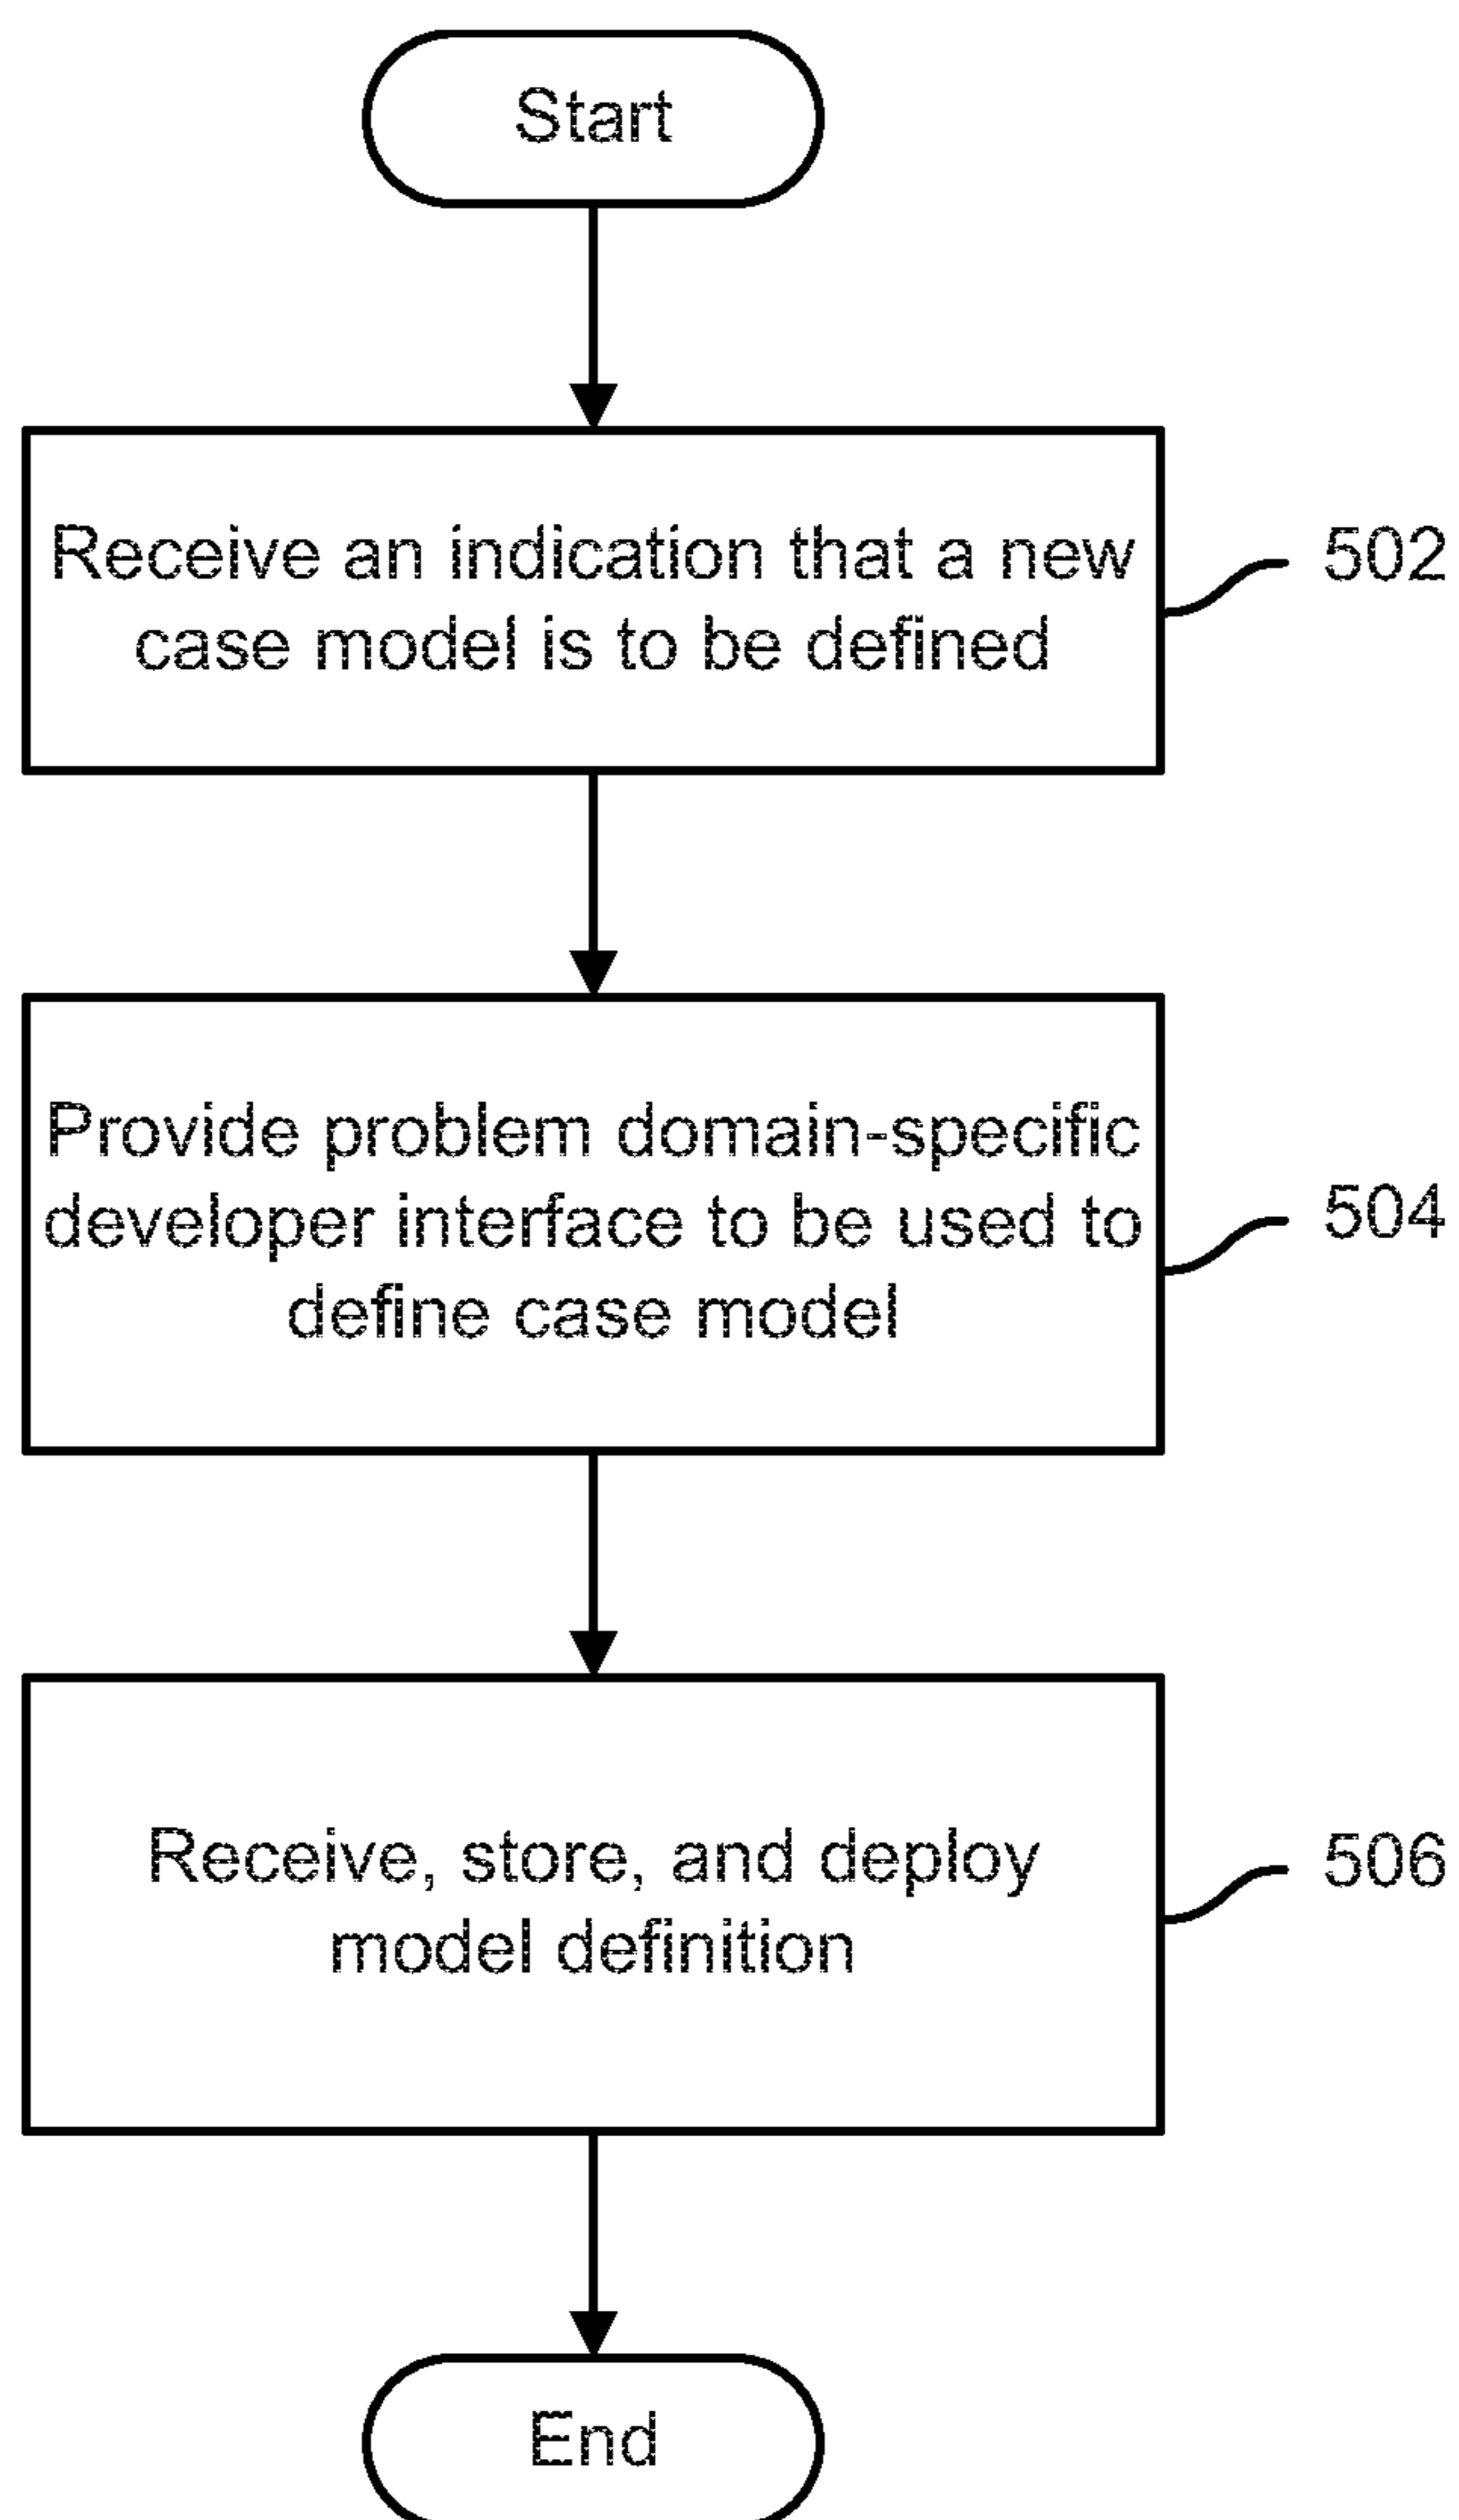 Start
Receive an indication that a new
case model is to be defined
502
Provide problem domain-specific
developer interface to be used to
define case model
504
Receive, store, and deploy
model definition
506
End